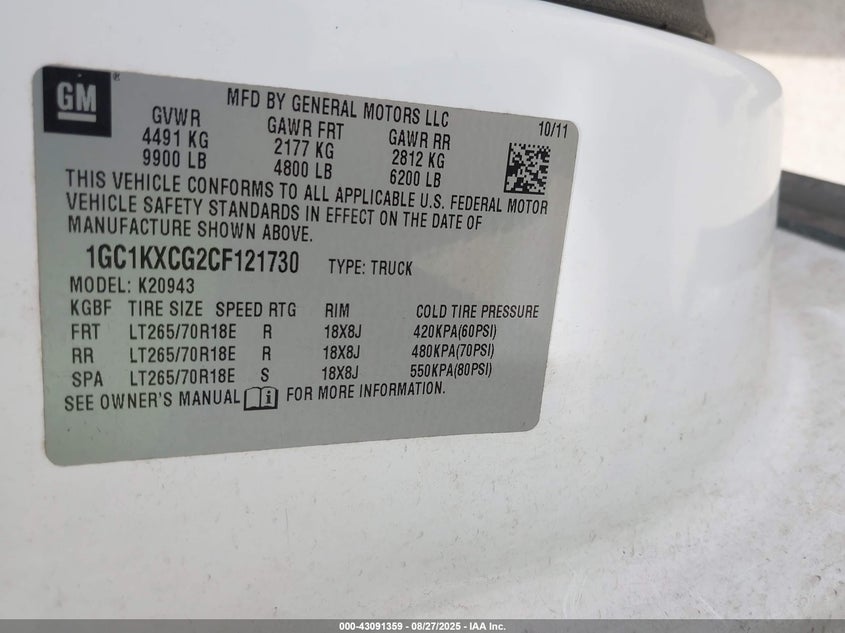 GM ®
MFD BY GENERAL MOTORS LLC
10/11
GVWR GAWR FRT GAWR RR
4491 KG 2177 KG 2812 KG
9900 LB 4800 LB 6200 LB
THIS VEHICLE CONFORMS TO ALL APPLICABLE U.S. FEDERAL MOTOR
VEHICLE SAFETY STANDARDS IN EFFECT ON THE DATE OF
MANUFACTURE SHOWN ABOVE.
1GC1KXCG2CF121730 TYPE: TRUCK
MODEL: K20943
KGBF TIRE SIZE SPEED RTG RIM COLD TIRE PRESSURE
FRT LT265/70R18E R 18X8J 420KPA(60PSI)
RR LT265/70R18E R 18X8J 480KPA(70PSI)
SPA LT265/70R18E S 18X8J 550KPA(80PSI)
SEE OWNER'S MANUAL i FOR MORE INFORMATION.
000-43091359 - 08/27/2025 - IAA Inc.